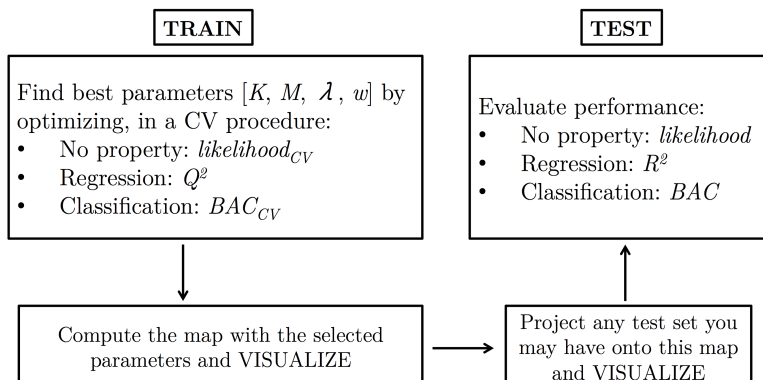 TRAIN
Find best parameters [K, M, λ, w] by
optimizing, in a CV procedure:
• No property: likelihood_CV
• Regression: Q²
• Classification: BAC_CV
Compute the map with the selected
parameters and VISUALIZE
TEST
Evaluate performance:
• No property: likelihood
• Regression: R²
• Classification: BAC
Project any test set you
may have onto this map
and VISUALIZE